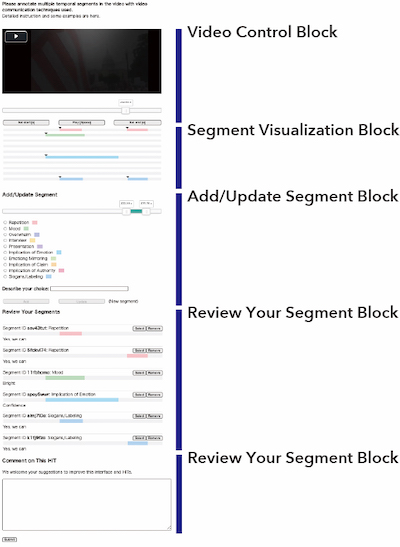 Please annotate multiple temporal segments in the video with video
communication techniques used.
Detailed instruction and some examples are here.
Video Control Block
Segment Visualization Block
Add/Update Segment Block
Add/Update Segment
Repetition
Mood
Overwhelm
Interview
Presentation
Implication of Emotion
Emotional Mirroring
Implication of Claim
Implication of Authority
Slogans/Labeling
Describe your choice:
(New segment)
Review Your Segment Block
Review Your Segments
Segment ID : Repetition
Select Remove
Yes, we can
Segment ID : Repetition
Select Remove
Yes, we can
Segment ID : Mood
Select Remove
Bright
Segment ID : Implication of Emotion
Select Remove
Confidence
Segment ID : Slogans/Labeling
Select Remove
Yes, we can
Segment ID : Slogans/Labeling
Select Remove
Yes, we can
Review Your Segment Block
Comment on This HIT
We welcome your suggestions to improve this interface and HITs.
Submit